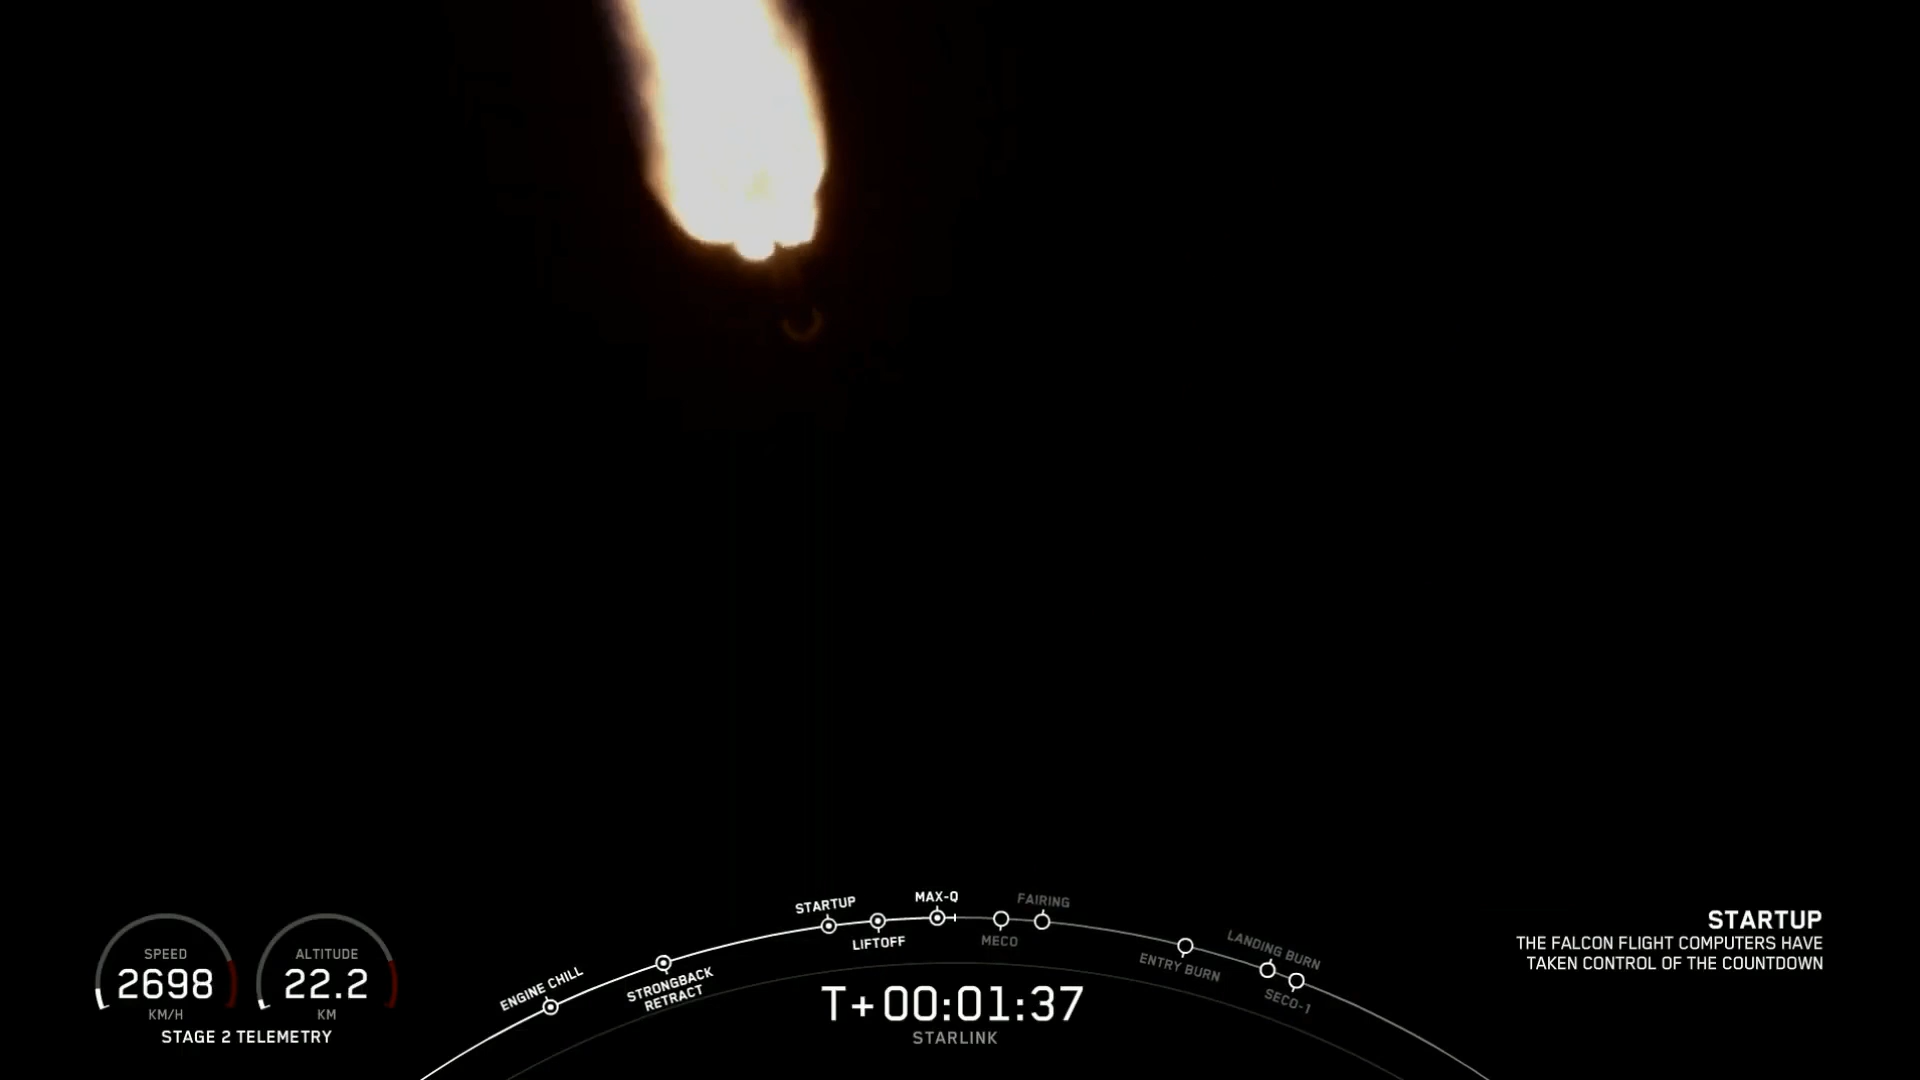 SPEED
2698
KM/H
ALTITUDE
22.2
KM
STAGE 2 TELEMETRY
ENGINE CHILL
STRONGBACK
RETRACT
STARTUP
LIFTOFF
MAX-Q
MECO
FAIRING
ENTRY BURN
LANDING BURN
SECO-1
T+00:01:37
STARLINK
STARTUP
THE FALCON FLIGHT COMPUTERS HAVE
TAKEN CONTROL OF THE COUNTDOWN